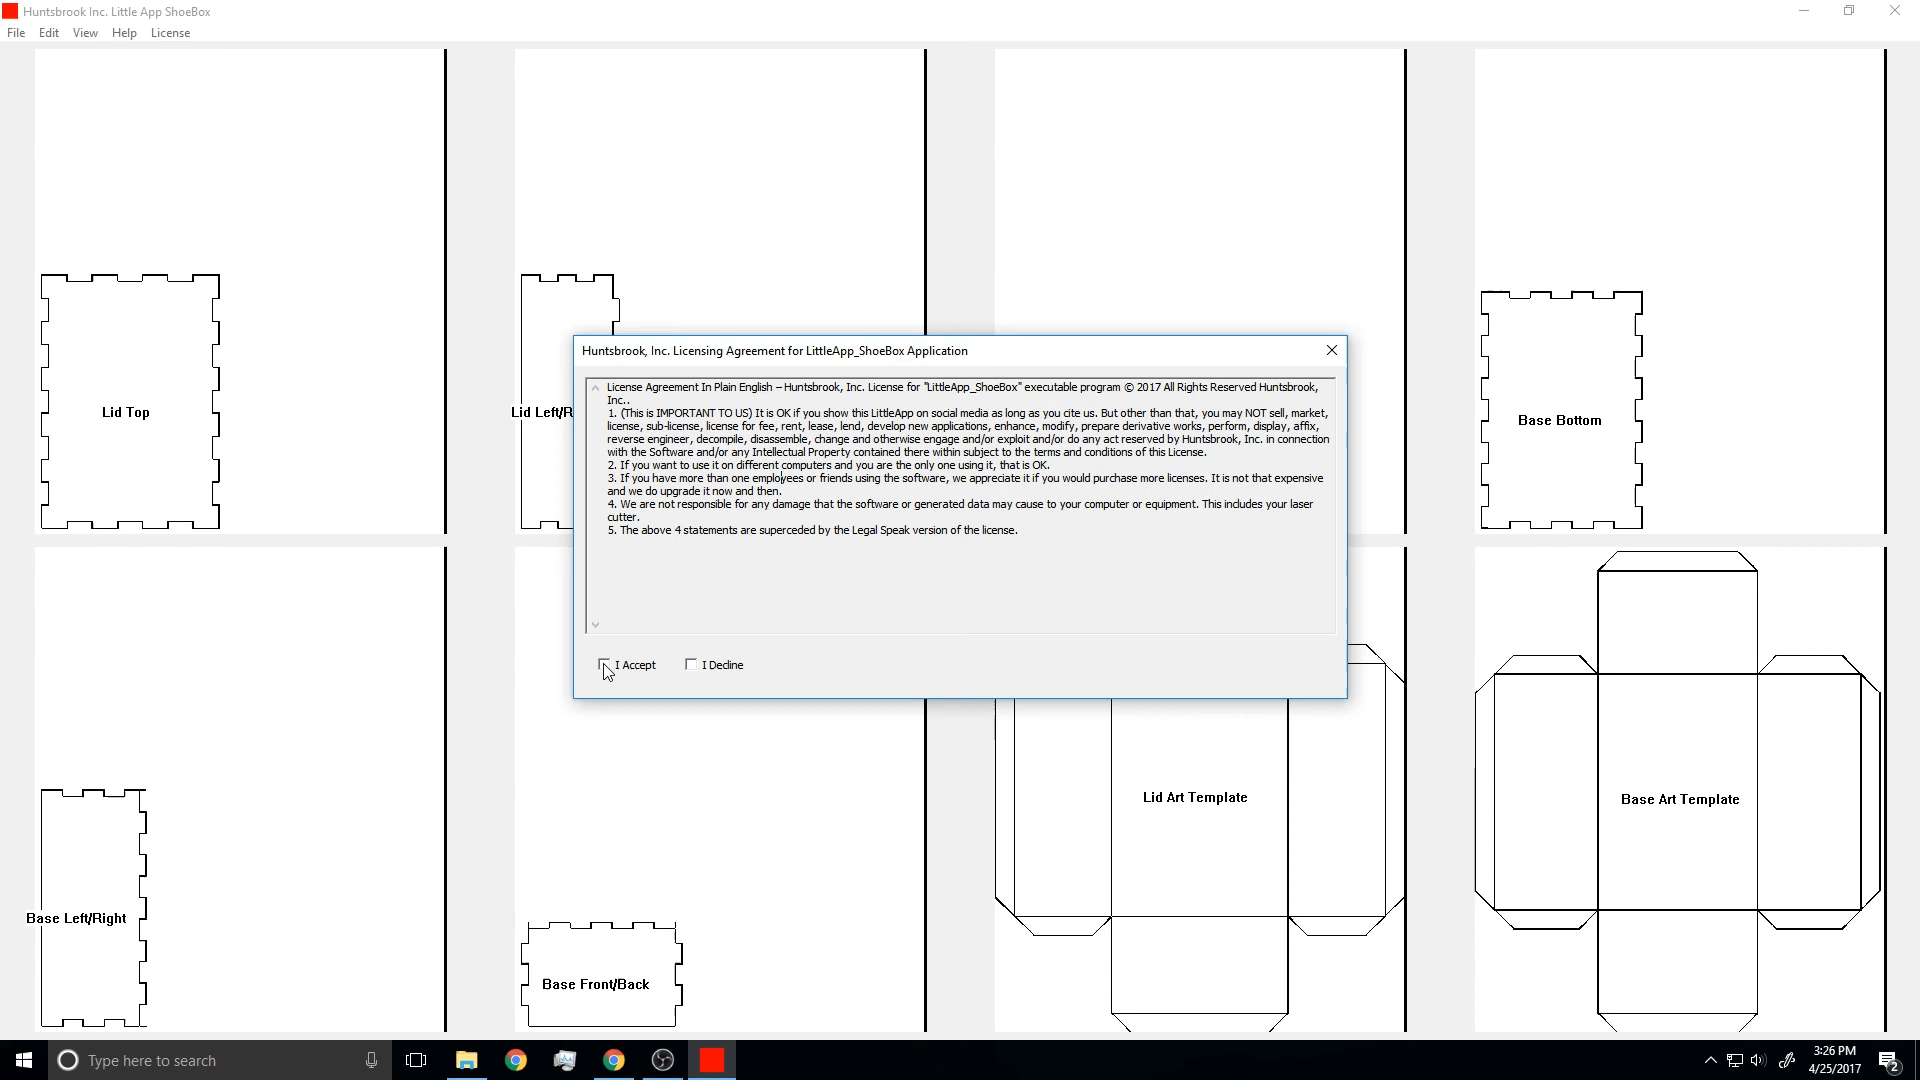 Huntsbrook Inc. Little App ShoeBox
File Edit View Help License
Lid Top
Lid Left/R
Base Bottom
Huntsbrook, Inc. Licensing Agreement for LittleApp_ShoeBox Application
License Agreement In Plain English – Huntsbrook, Inc. License for "LittleApp_ShoeBox" executable program © 2017 All Rights Reserved Huntsbrook,
Inc..
1. (This is IMPORTANT TO US) It is OK if you show this LittleApp on social media as long as you cite us. But other than that, you may NOT sell, market,
license, sub-license, license for fee, rent, lease, lend, develop new applications, enhance, modify, prepare derivative works, perform, display, affix,
reverse engineer, decompile, disassemble, change and otherwise engage and/or exploit and/or do any act reserved by Huntsbrook, Inc. in connection
with the Software and/or any Intellectual Property contained there within subject to the terms and conditions of this License.
2. If you want to use it on different computers and you are the only one using it, that is OK.
3. If you have more than one employees or friends using the software, we appreciate it if you would purchase more licenses. It is not that expensive
and we do upgrade it now and then.
4. We are not responsible for any damage that the software or generated data may cause to your computer or equipment. This includes your laser
cutter.
5. The above 4 statements are superceded by the Legal Speak version of the license.
I Accept
I Decline
Lid Art Template
Base Art Template
Base Left/Right
Base Front/Back
Type here to search
3:26 PM
4/25/2017
2